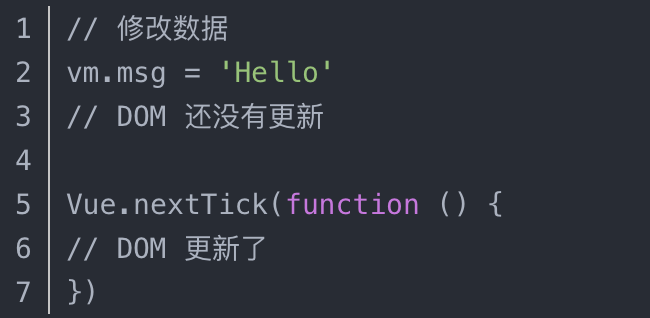 1 // 修改数据
2 vm.msg = 'Hello'
3 // DOM 还没有更新
4
5 Vue.nextTick(function () {
6 // DOM 更新了
7 })